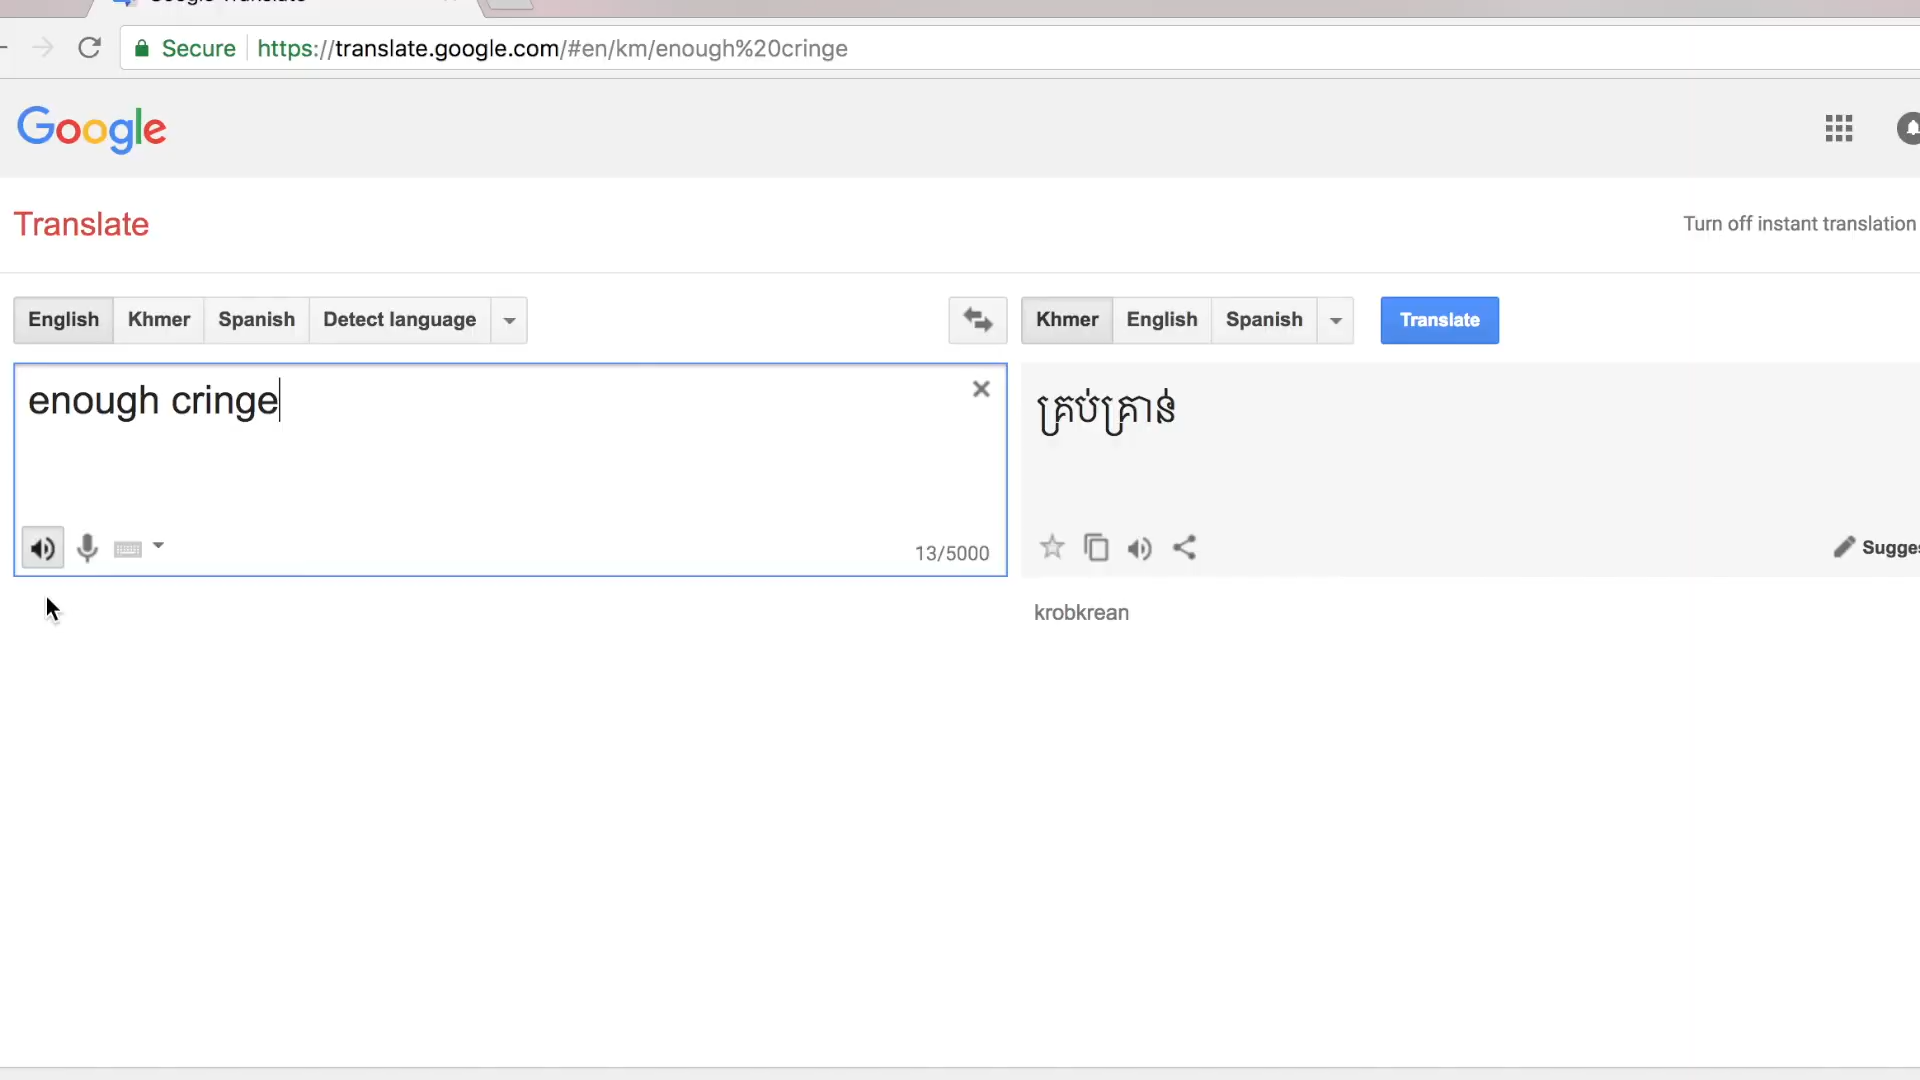 Secure https://translate.google.com/#en/km/enough%20cringe
Google
Translate
Turn off instant translation
English Khmer Spanish Detect language
Khmer English Spanish Translate
enough cringe
គ្រប់គ្រាន់
13/5000
krobkrean